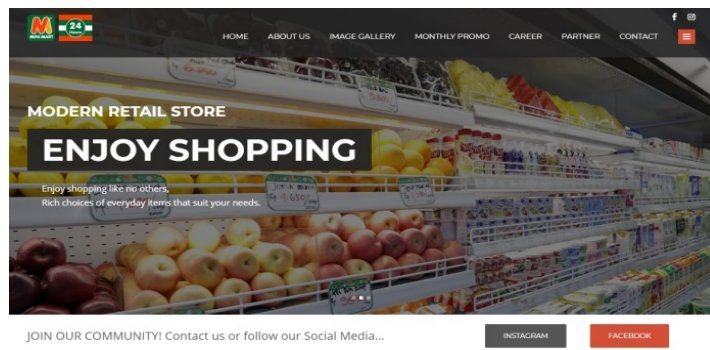 MINI MART
24
HOME
ABOUT US
IMAGE GALLERY
MONTHLY PROMO
CAREER
PARTNER
CONTACT
MODERN RETAIL STORE
ENJOY SHOPPING
Enjoy shopping like no others.
Rich choices of everyday items that suit your needs.
JOIN OUR COMMUNITY! Contact us or follow our Social Media...
INSTAGRAM
FACEBOOK